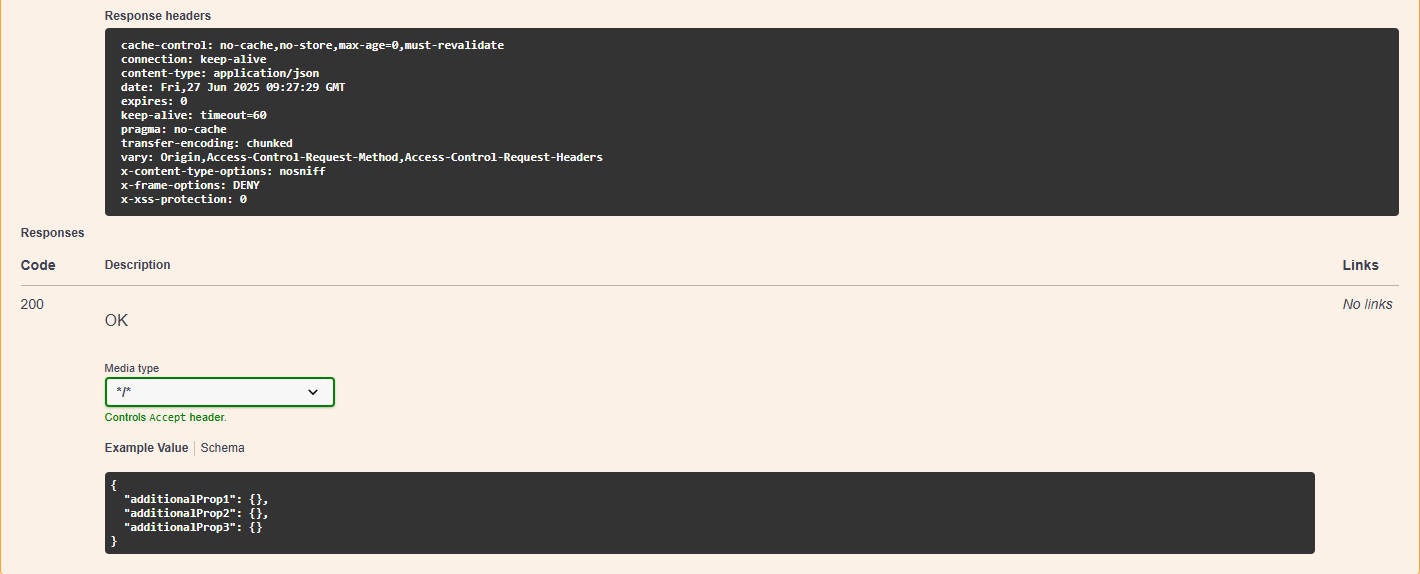 Response headers
cache-control: no-cache,no-store,max-age=0,must-revalidate
connection: keep-alive
content-type: application/json
date: Fri,27 Jun 2025 09:27:29 GMT
expires: 0
keep-alive: timeout=60
pragma: no-cache
transfer-encoding: chunked
vary: Origin,Access-Control-Request-Method,Access-Control-Request-Headers
x-content-type-options: nosniff
x-frame-options: DENY
x-xss-protection: 0
Responses
Code Description Links
200 OK No links
Media type
*/*
Controls Accept header.
Example Value Schema
{
  "additionalProp1": {},
  "additionalProp2": {},
  "additionalProp3": {}
}